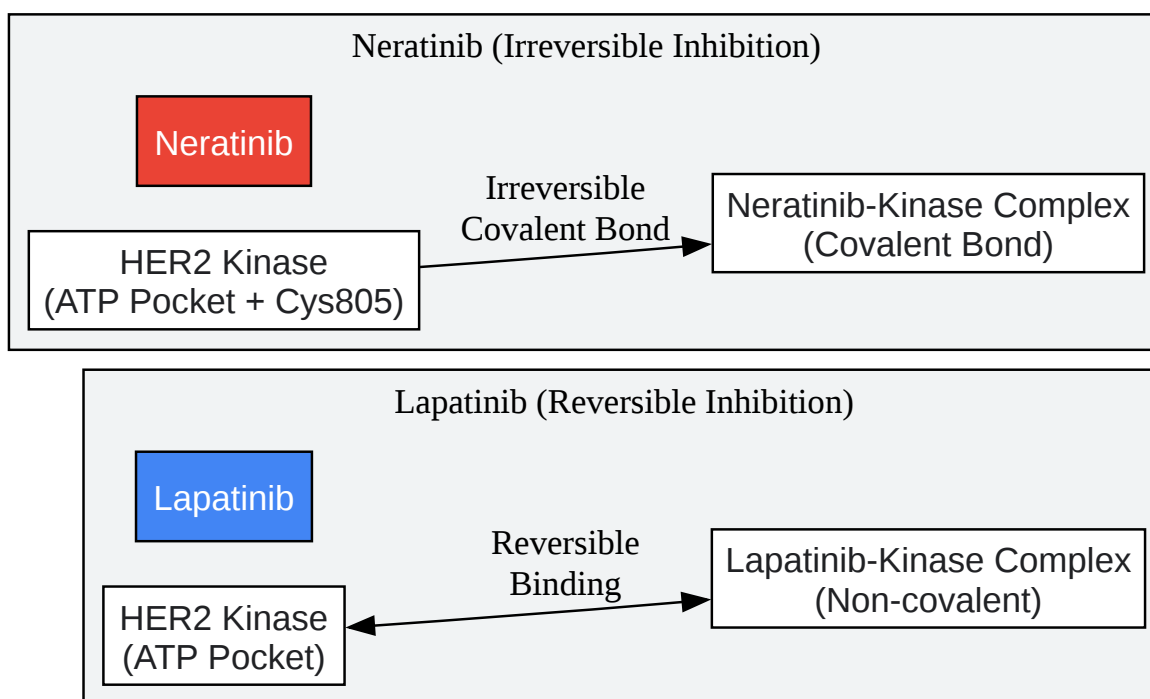 Neratinib (Irreversible Inhibition)
Neratinib
Irreversible
Covalent Bond
HER2 Kinase
(ATP Pocket + Cys805)
Neratinib-Kinase Complex
(Covalent Bond)
Lapatinib (Reversible Inhibition)
Lapatinib
Reversible
Binding
HER2 Kinase
(ATP Pocket)
Lapatinib-Kinase Complex
(Non-covalent)